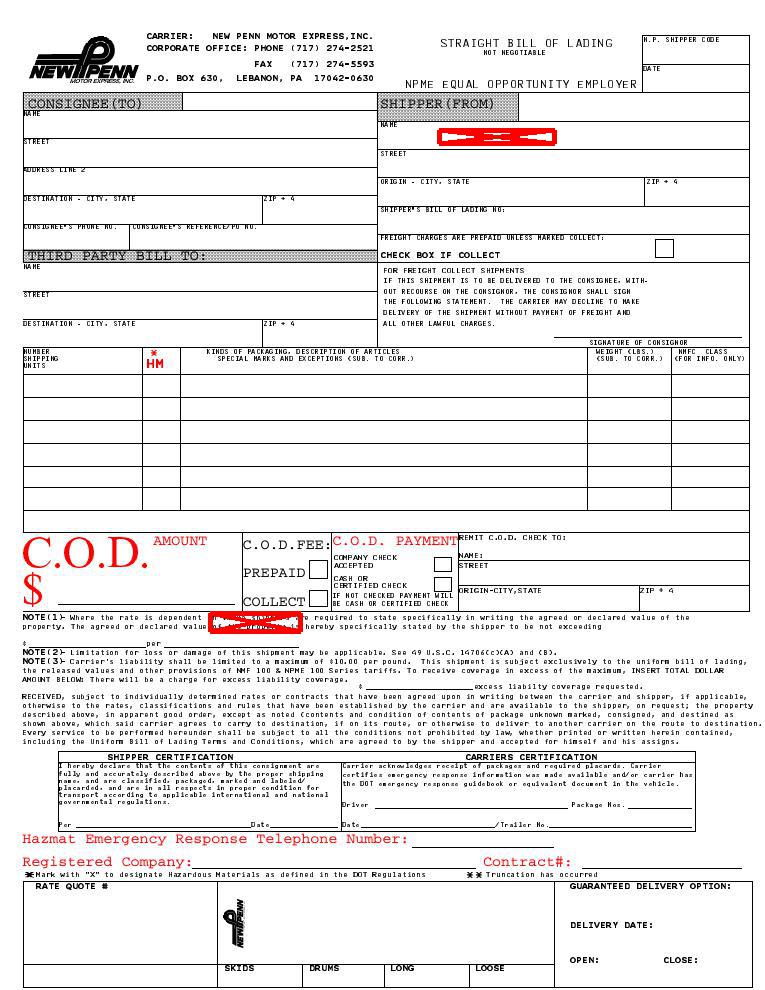 NEW PENN
MOTOR EXPRESS, INC.
CARRIER: NEW PENN MOTOR EXPRESS,INC.
CORPORATE OFFICE: PHONE (717) 274-2521
FAX (717) 274-5593
P.O. BOX 630, LEBANON, PA 17042-0630
STRAIGHT BILL OF LADING
NOT NEGOTIABLE
NPME EQUAL OPPORTUNITY EMPLOYER
N.P. SHIPPER CODE
DATE
CONSIGNEE(TO)
NAME
STREET
ADDRESS LINE 2
DESTINATION - CITY, STATE ZIP + 4
CONSIGNEE'S PHONE NO. CONSIGNEE'S REFERENCE/PO NO.
THIRD PARTY BILL TO:
NAME
STREET
DESTINATION - CITY, STATE ZIP + 4
SHIPPER(FROM)
NAME
STREET
ORIGIN - CITY, STATE ZIP + 4
SHIPPER'S BILL OF LADING NO:
FREIGHT CHARGES ARE PREPAID UNLESS MARKED COLLECT:
CHECK BOX IF COLLECT
FOR FREIGHT COLLECT SHIPMENTS
IF THIS SHIPMENT IS TO BE DELIVERED TO THE CONSIGNEE, WITH-
OUT RECOURSE ON THE CONSIGNOR, THE CONSIGNOR SHALL SIGN
THE FOLLOWING STATEMENT. THE CARRIER MAY DECLINE TO MAKE
DELIVERY OF THE SHIPMENT WITHOUT PAYMENT OF FREIGHT AND
ALL OTHER LAWFUL CHARGES.
SIGNATURE OF CONSIGNOR
NUMBER
SHIPPING
UNITS
*
HM
KINDS OF PACKAGING, DESCRIPTION OF ARTICLES
SPECIAL MARKS AND EXCEPTIONS (SUB. TO CORR.)
WEIGHT (LBS.)
(SUB. TO CORR.)
NMFC CLASS
(FOR INFO. ONLY)
C.O.D. AMOUNT
$
C.O.D.FEE:
PREPAID
COLLECT
C.O.D. PAYMENT
COMPANY CHECK
ACCEPTED
CASH OR
CERTIFIED CHECK
IF NOT CHECKED PAYMENT WILL
BE CASH OR CERTIFIED CHECK
REMIT C.O.D. CHECK TO:
NAME:
STREET
ORIGIN-CITY,STATE ZIP + 4
NOTE(1)- Where the rate is dependent required to state specifically in writing the agreed or declared value of the
property. The agreed or declared value hereby specifically stated by the shipper to be not exceeding
$ per
NOTE(2)- Limitation for loss or damage of this shipment may be applicable. See 49 U.S.C. 14706(c)(A) and (B).
NOTE(3)- Carrier's liability shall be limited to a maximum of $10.00 per pound. This shipment is subject exclusively to the uniform bill of lading,
the released values and other provisions of NMF 100 & NPME 100 Series tariffs. To receive coverage in excess of the maximum, INSERT TOTAL DOLLAR
AMOUNT BELOW: There will be a charge for excess liability coverage.
$ excess liabilty coverage requested.
RECEIVED, subject to individually determined rates or contracts that have been agreed upon in writing between the carrier and shipper, if applicable,
otherwise to the rates, classifications and rules that have been established by the carrier and are available to the shipper, on request; the property
described above, in apparent good order, except as noted (contents and condition of contents of package unknown marked, consigned, and destined as
shown above, which said carrier agrees to carry to destination, if on its route, or otherwise to deliver to another carrier on the route to destination.
Every service to be performed hereunder shall be subject to all the conditions not prohibited by law, whether printed or written herein contained,
including the Uniform Bill of Lading Terms and Conditions, which are agreed to by the shipper and accepted for himself and his assigns.
SHIPPER CERTIFICATION
I hereby declare that the contents of this consignment are
fully and accurately described above by the proper shipping
name, and are classified, packaged, marked and labeled/
placarded, and are in all respects in proper condition for
transport according to applicable international and national
governmental regulations.
Per Date
CARRIERS CERTIFICATION
Carrier acknowledges receipt of packages and required placards. Carrier
certifies emergency response information was made available and/or carrier has
the DOT emergency response guidebook or equivalent document in the vehicle.
Driver Package Nos.
Date /Trailer No.
Hazmat Emergency Response Telephone Number:
Registered Company: Contract#:
*Mark with "X" to designate Hazardous Materials as defined in the DOT Regulations ** Truncation has occurred
RATE QUOTE #
NEW PENN
SKIDS DRUMS LONG LOOSE
GUARANTEED DELIVERY OPTION:
DELIVERY DATE:
OPEN: CLOSE: